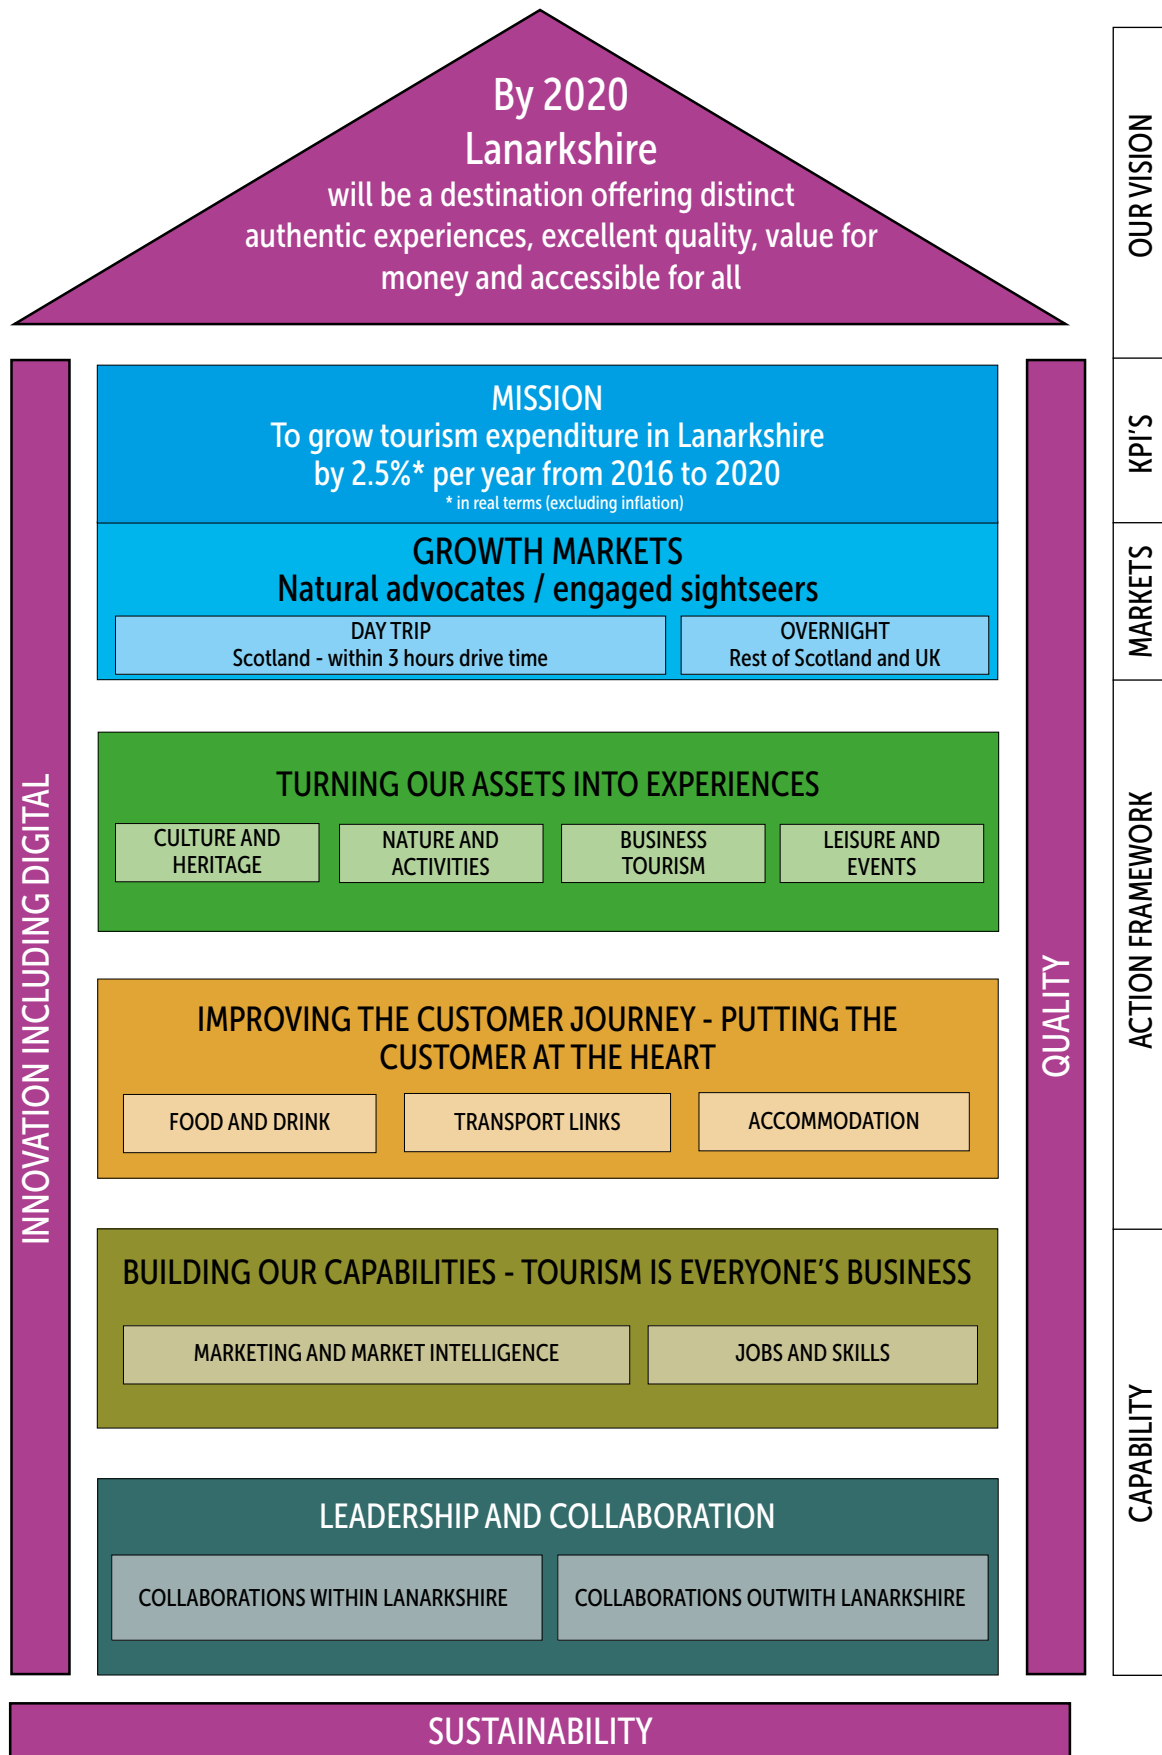 By 2020
Lanarkshire
will be a destination offering distinct
authentic experiences, excellent quality, value for
money and accessible for all
OUR VISION
MISSION
To grow tourism expenditure in Lanarkshire
by 2.5%* per year from 2016 to 2020
* in real terms (excluding inflation)
KPI'S
GROWTH MARKETS
Natural advocates / engaged sightseers
DAY TRIP
Scotland - within 3 hours drive time
OVERNIGHT
Rest of Scotland and UK
MARKETS
INNOVATION INCLUDING DIGITAL
TURNING OUR ASSETS INTO EXPERIENCES
CULTURE AND
HERITAGE
NATURE AND
ACTIVITIES
BUSINESS
TOURISM
LEISURE AND
EVENTS
IMPROVING THE CUSTOMER JOURNEY - PUTTING THE
CUSTOMER AT THE HEART
FOOD AND DRINK
TRANSPORT LINKS
ACCOMMODATION
QUALITY
ACTION FRAMEWORK
BUILDING OUR CAPABILITIES - TOURISM IS EVERYONE'S BUSINESS
MARKETING AND MARKET INTELLIGENCE
JOBS AND SKILLS
LEADERSHIP AND COLLABORATION
COLLABORATIONS WITHIN LANARKSHIRE
COLLABORATIONS OUTWITH LANARKSHIRE
CAPABILITY
SUSTAINABILITY